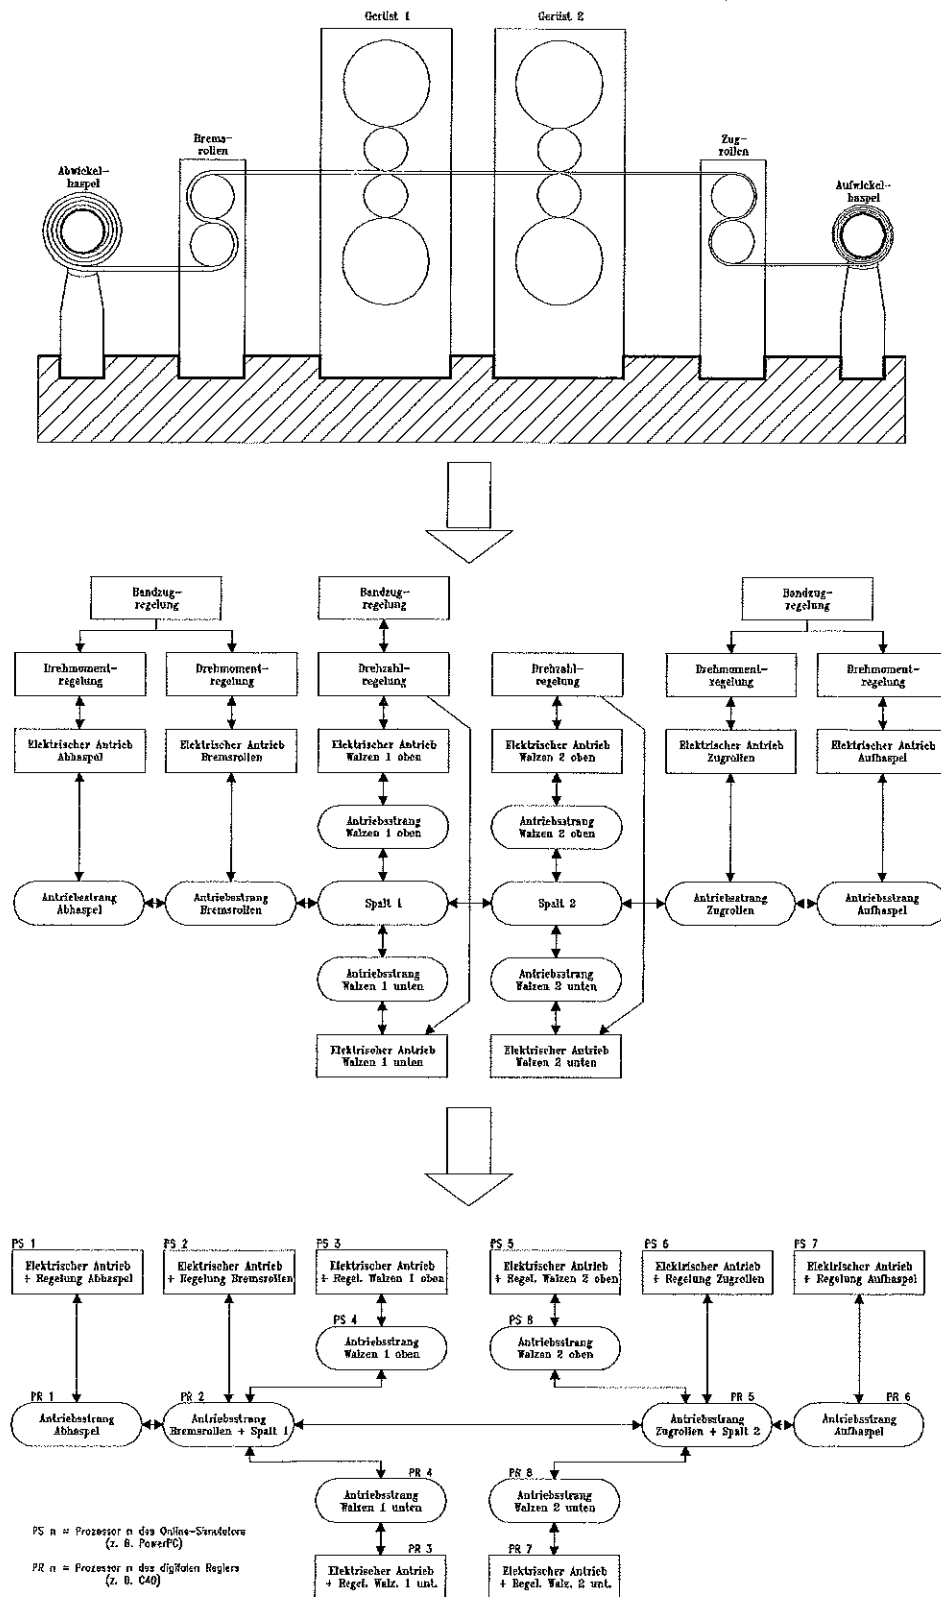 Gerüst 1
Gerüst 2
Brems-
rollen
Zug-
rollen
Abwickel-
haspel
Aufwickel-
haspel
Bandzug-
regelung
Bandzug-
regelung
Bandzug-
regelung
Drehmoment-
regelung
Drehmoment-
regelung
Drehzahl-
regelung
Drehzahl-
regelung
Drehmoment-
regelung
Drehmoment-
regelung
Elektrischer Antrieb
Abhaspel
Elektrischer Antrieb
Bremsrollen
Elektrischer Antrieb
Walzen 1 oben
Elektrischer Antrieb
Walzen 2 oben
Elektrischer Antrieb
Zugrollen
Elektrischer Antrieb
Aufhaspel
Antriebsstrang
Walzen 1 oben
Antriebsstrang
Walzen 2 oben
Antriebsstrang
Abhaspel
Antriebsstrang
Bremsrollen
Spalt 1
Spalt 2
Antriebsstrang
Zugrollen
Antriebsstrang
Aufhaspel
Antriebsstrang
Walzen 1 unten
Antriebsstrang
Walzen 2 unten
Elektrischer Antrieb
Walzen 1 unten
Elektrischer Antrieb
Walzen 2 unten
PS 1
Elektrischer Antrieb
+ Regelung Abhaspel
PS 2
Elektrischer Antrieb
+ Regelung Bremsrollen
PS 3
Elektrischer Antrieb
+ Regel. Walzen 1 oben
PS 5
Elektrischer Antrieb
+ Regel. Walzen 2 oben
PS 6
Elektrischer Antrieb
+ Regelung Zugrollen
PS 7
Elektrischer Antrieb
+ Regelung Aufhaspel
PS 4
Antriebsstrang
Walzen 1 oben
PS 8
Antriebsstrang
Walzen 2 oben
PR 1
Antriebsstrang
Abhaspel
PR 2
Antriebsstrang
Bremsrollen + Spalt 1
PR 5
Antriebsstrang
Zugrollen + Spalt 2
PR 6
Antriebsstrang
Aufhaspel
PR 4
Antriebsstrang
Walzen 1 unten
PR 8
Antriebsstrang
Walzen 2 unten
PR 3
Elektrischer Antrieb
+ Regel. Walz. 1 unt.
PR 7
Elektrischer Antrieb
+ Regel. Walz. 2 unt.
PS n = Prozessor n des Online-Simulators
(z. B. PowerPC)
PR n = Prozessor n des digitalen Reglers
(z. B. C40)